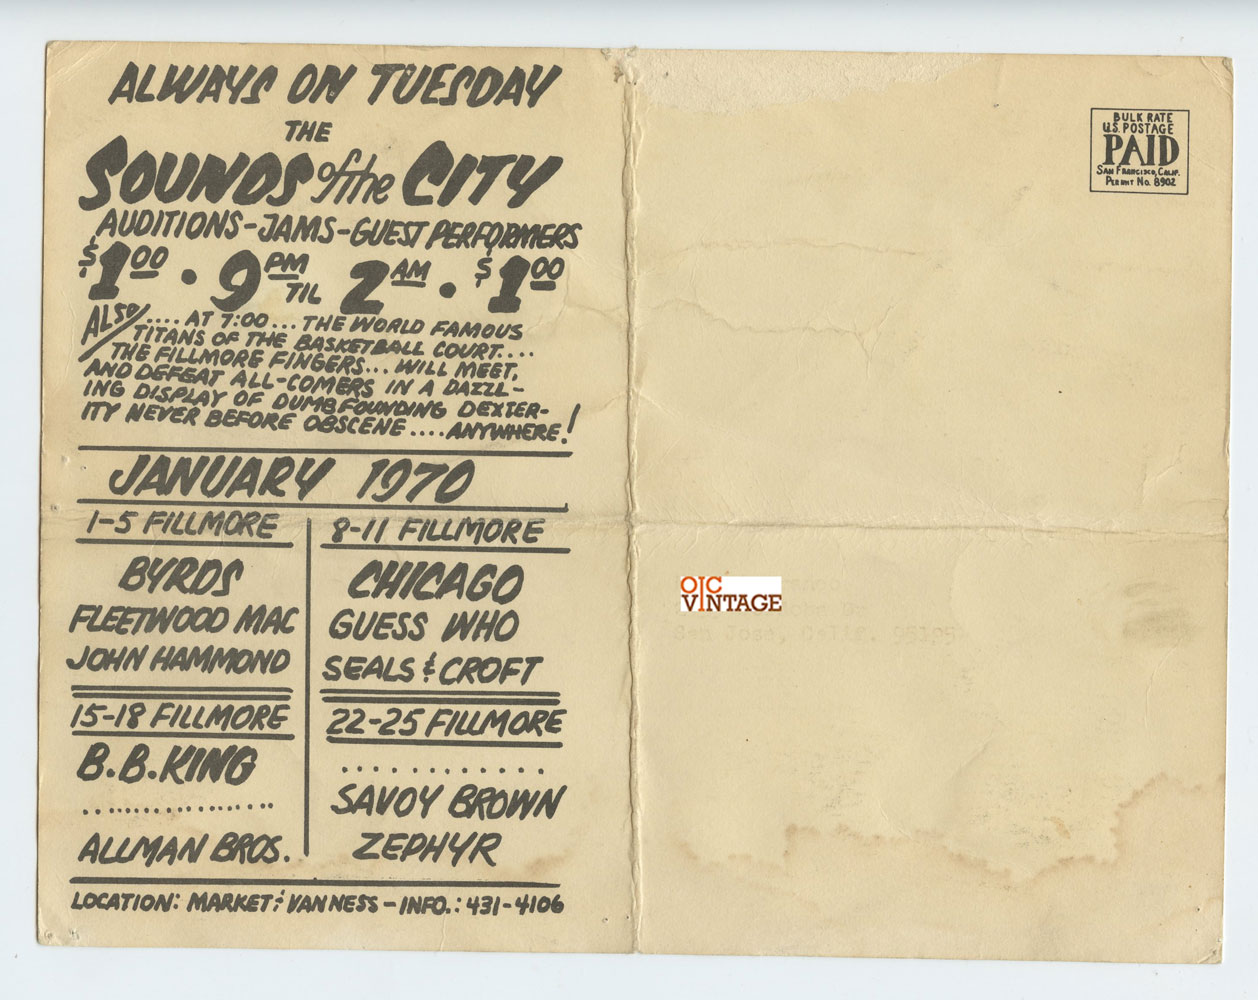 ALWAYS ON TUESDAY
THE
SOUNDS of the CITY
AUDITIONS-JAMS-GUEST PERFORMERS
$1.00 • 9 PM TIL 2 AM • $1.00
ALSO/.... AT 7:00... THE WORLD FAMOUS
TITANS OF THE BASKETBALL COURT....
THE FILLMORE FINGERS... WILL MEET,
AND DEFEAT ALL-COMERS IN A DAZZL-
ING DISPLAY OF DUMBFOUNDING DEXTER-
ITY NEVER BEFORE OBSCENE....ANYWHERE!
JANUARY 1970
1-5 FILLMORE
BYRDS
FLEETWOOD MAC
JOHN HAMMOND
8-11 FILLMORE
CHICAGO
GUESS WHO
SEALS & CROFT
15-18 FILLMORE
B.B.KING
.................
ALLMAN BROS.
22-25 FILLMORE
............
SAVOY BROWN
ZEPHYR
LOCATION: MARKET & VAN NESS - INFO.: 431-4106
BULK RATE
U.S. POSTAGE
PAID
SAN FRANCISCO, CALIF.
PERMIT NO. 8902
OJC
VINTAGE
San Jose, Calif. 95125